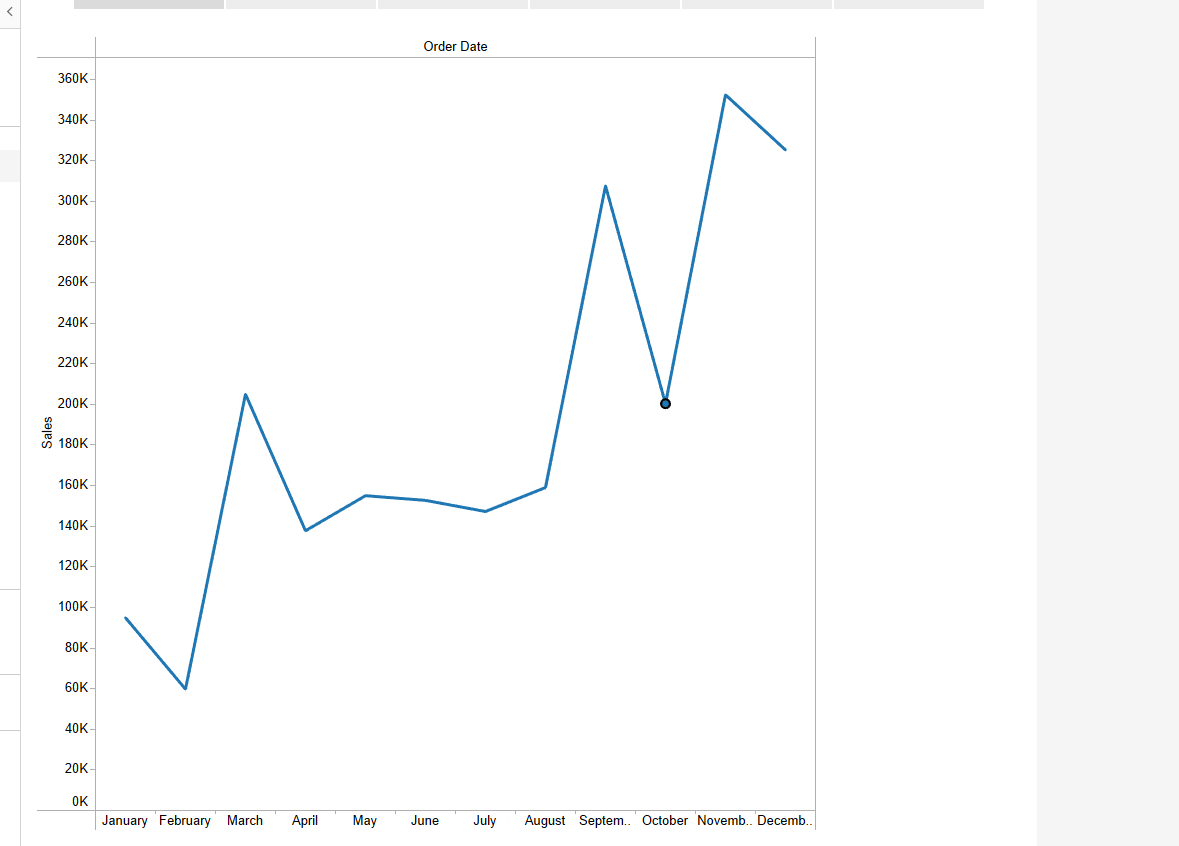 Order Date
360K
340K
320K
300K
280K
260K
240K
220K
200K
Sales
180K
160K
140K
120K
100K
80K
60K
40K
20K
0K
January February March April May June July August Septem.. October Novemb.. Decemb..